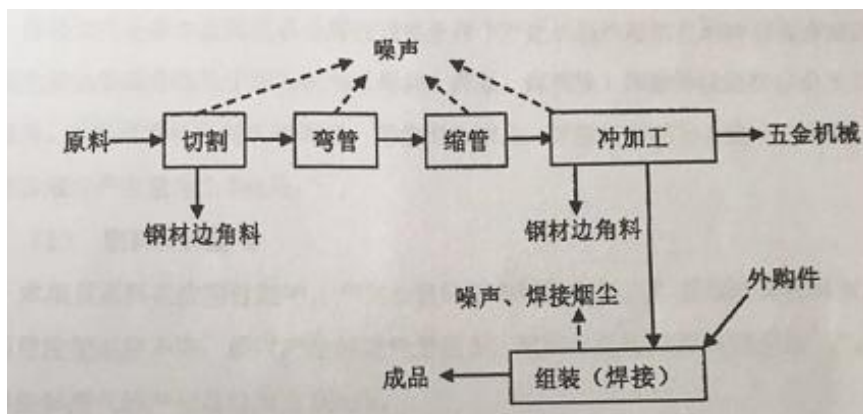 噪声
原料 切割 弯管 缩管 冲加工 五金机械
钢材边角料 钢材边角料
外购件
噪声、焊接烟尘
成品 组装（焊接）